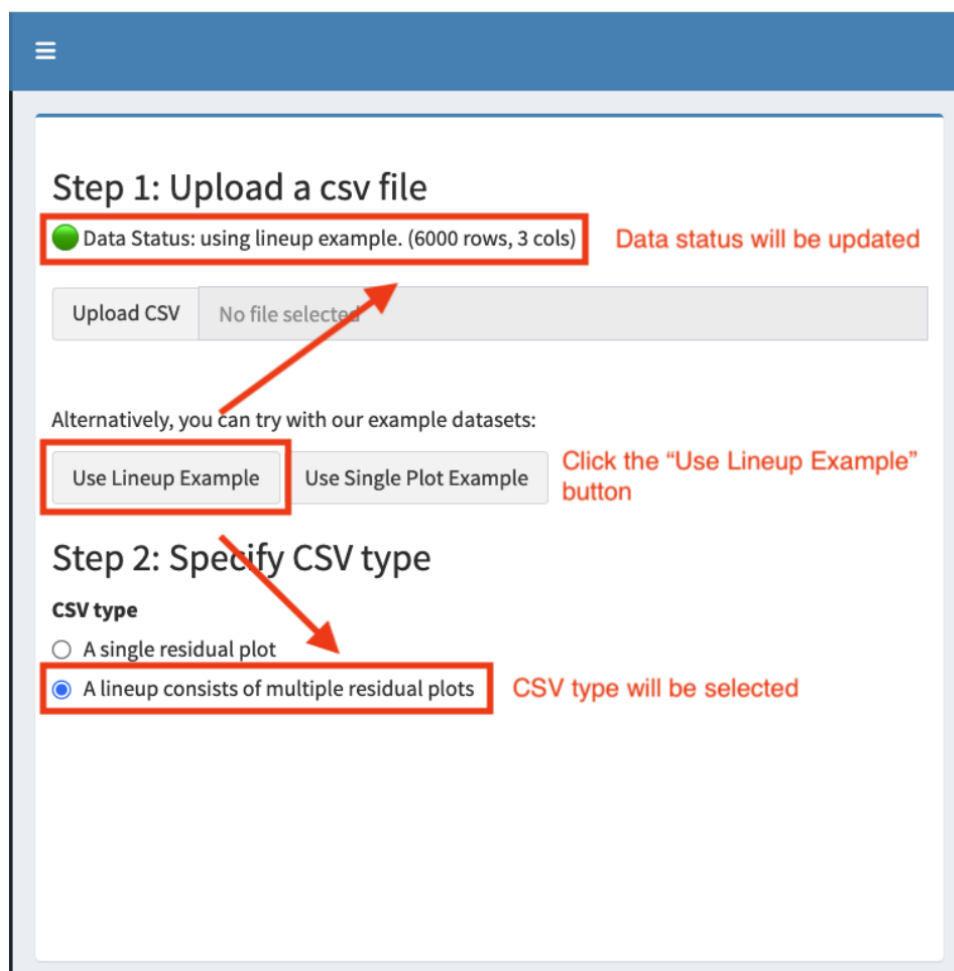 Step 1: Upload a csv file
Data Status: using lineup example. (6000 rows, 3 cols)
Data status will be updated
Upload CSV
No file selected
Alternatively, you can try with our example datasets:
Use Lineup Example
Use Single Plot Example
Click the “Use Lineup Example”
button
Step 2: Specify CSV type
CSV type
A single residual plot
A lineup consists of multiple residual plots
CSV type will be selected